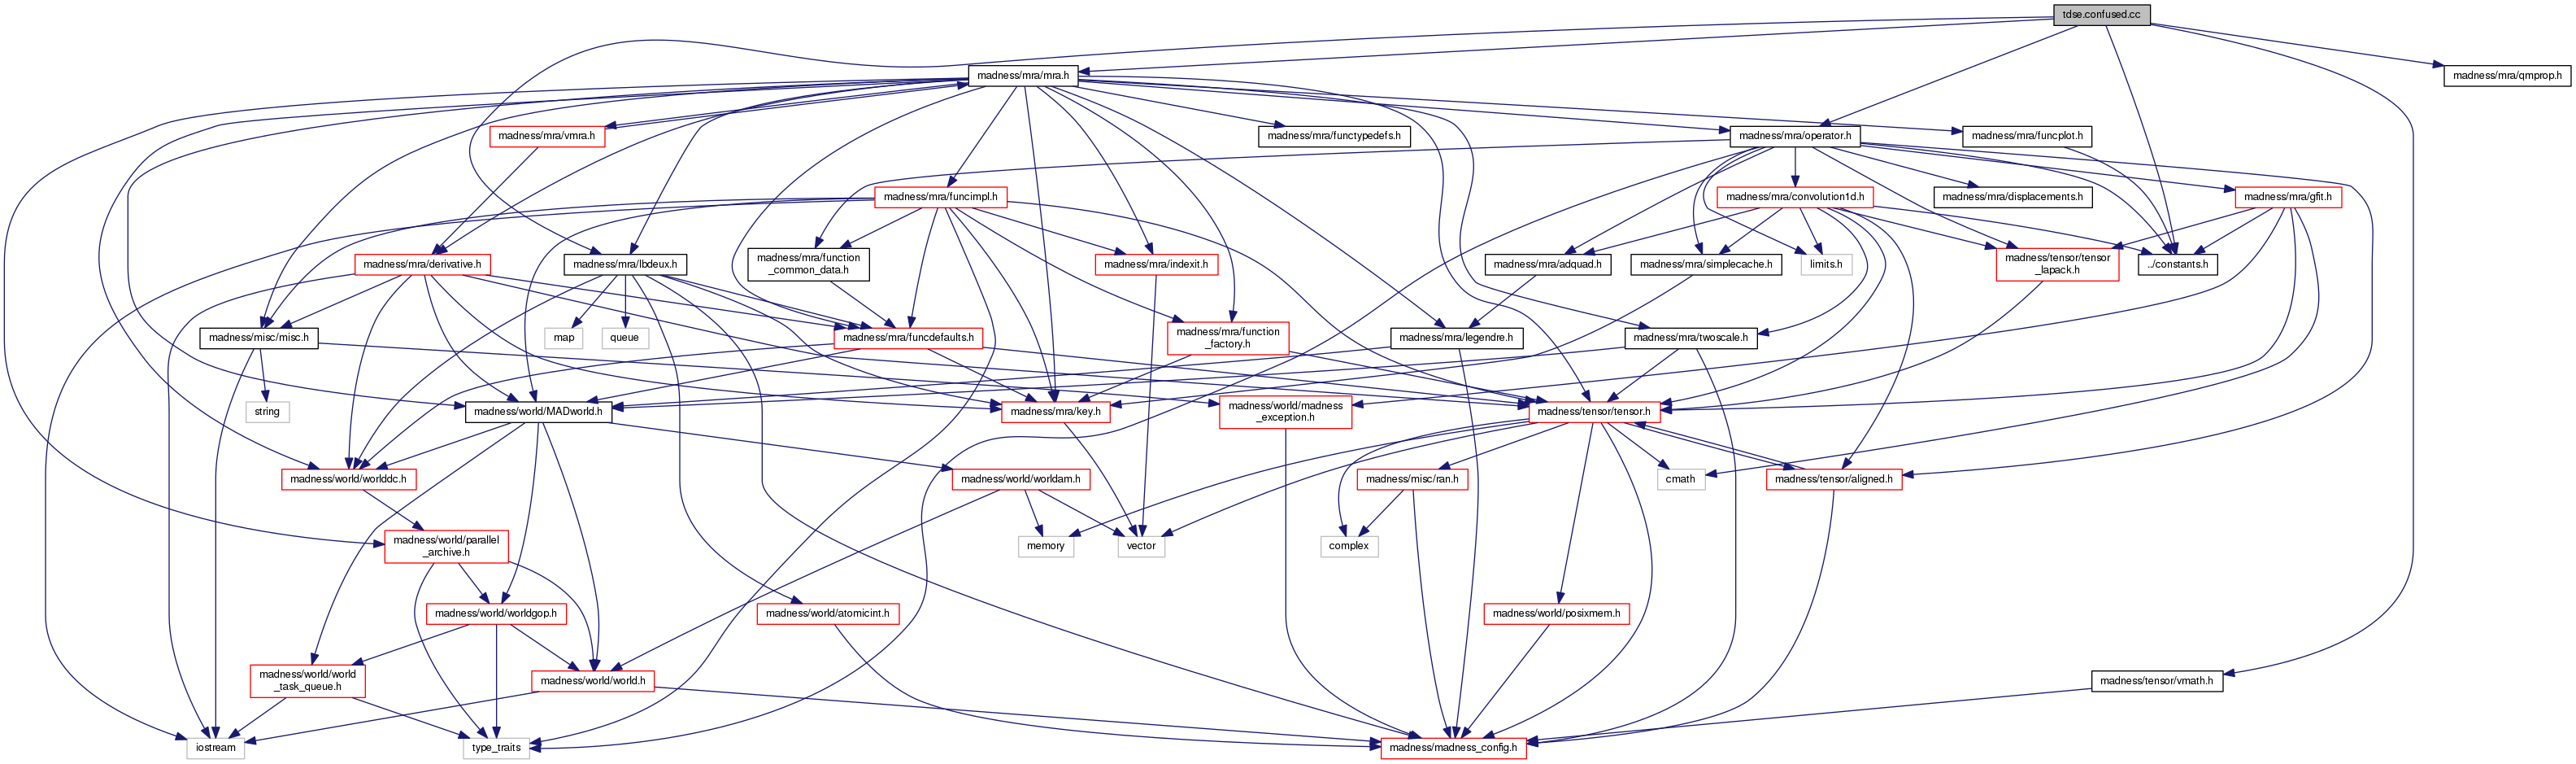 tdse.confused.cc
madness/mra/mra.h
madness/mra/qmprop.h
madness/mra/vmra.h
madness/mra/functypedefs.h
madness/mra/operator.h
madness/mra/funcplot.h
madness/mra/funcimpl.h
madness/mra/convolution1d.h
madness/mra/displacements.h
madness/mra/gfit.h
madness/mra/derivative.h
madness/mra/lbdeux.h
madness/mra/function
_common_data.h
madness/mra/indexit.h
madness/mra/adquad.h
madness/mra/simplecache.h
limits.h
madness/tensor/tensor
_lapack.h
../constants.h
madness/misc/misc.h
map
queue
madness/mra/funcdefaults.h
madness/mra/function
_factory.h
madness/mra/legendre.h
madness/mra/twoscale.h
string
madness/world/MADworld.h
madness/mra/key.h
madness/world/madness
_exception.h
madness/tensor/tensor.h
madness/world/worlddc.h
madness/world/worldam.h
madness/misc/ran.h
cmath
madness/tensor/aligned.h
madness/world/parallel
_archive.h
memory
vector
complex
madness/world/worldgop.h
madness/world/atomicint.h
madness/world/posixmem.h
madness/world/world
_task_queue.h
madness/world/world.h
madness/tensor/vmath.h
iostream
type_traits
madness/madness_config.h